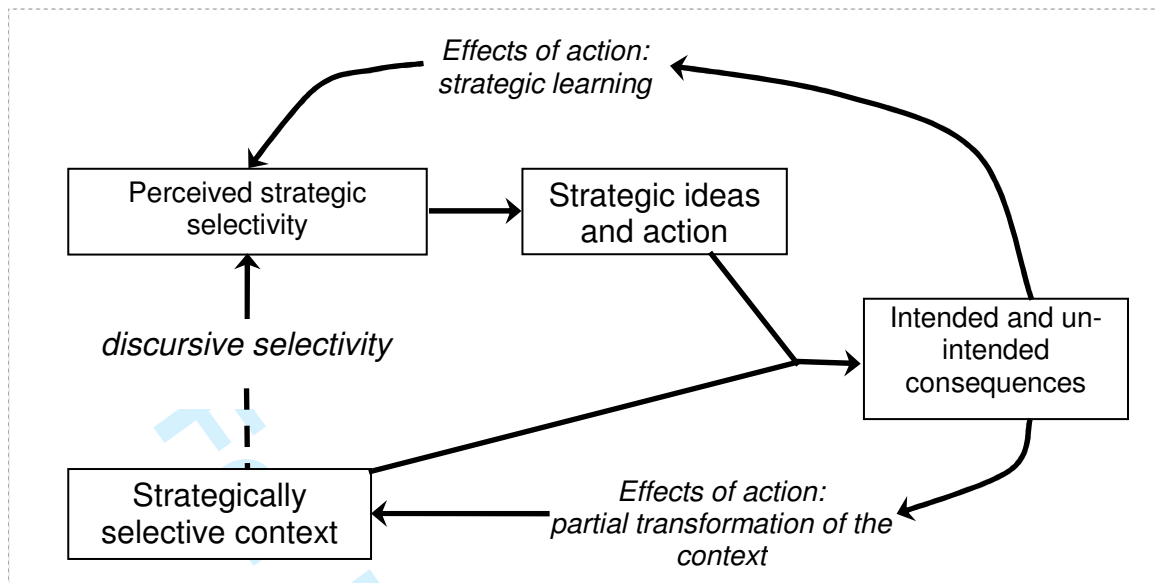 Effects of action:
strategic learning
Perceived strategic
selectivity
Strategic ideas
and action
discursive selectivity
Intended and un-
intended
consequences
Strategically
selective context
Effects of action:
partial transformation of the
context